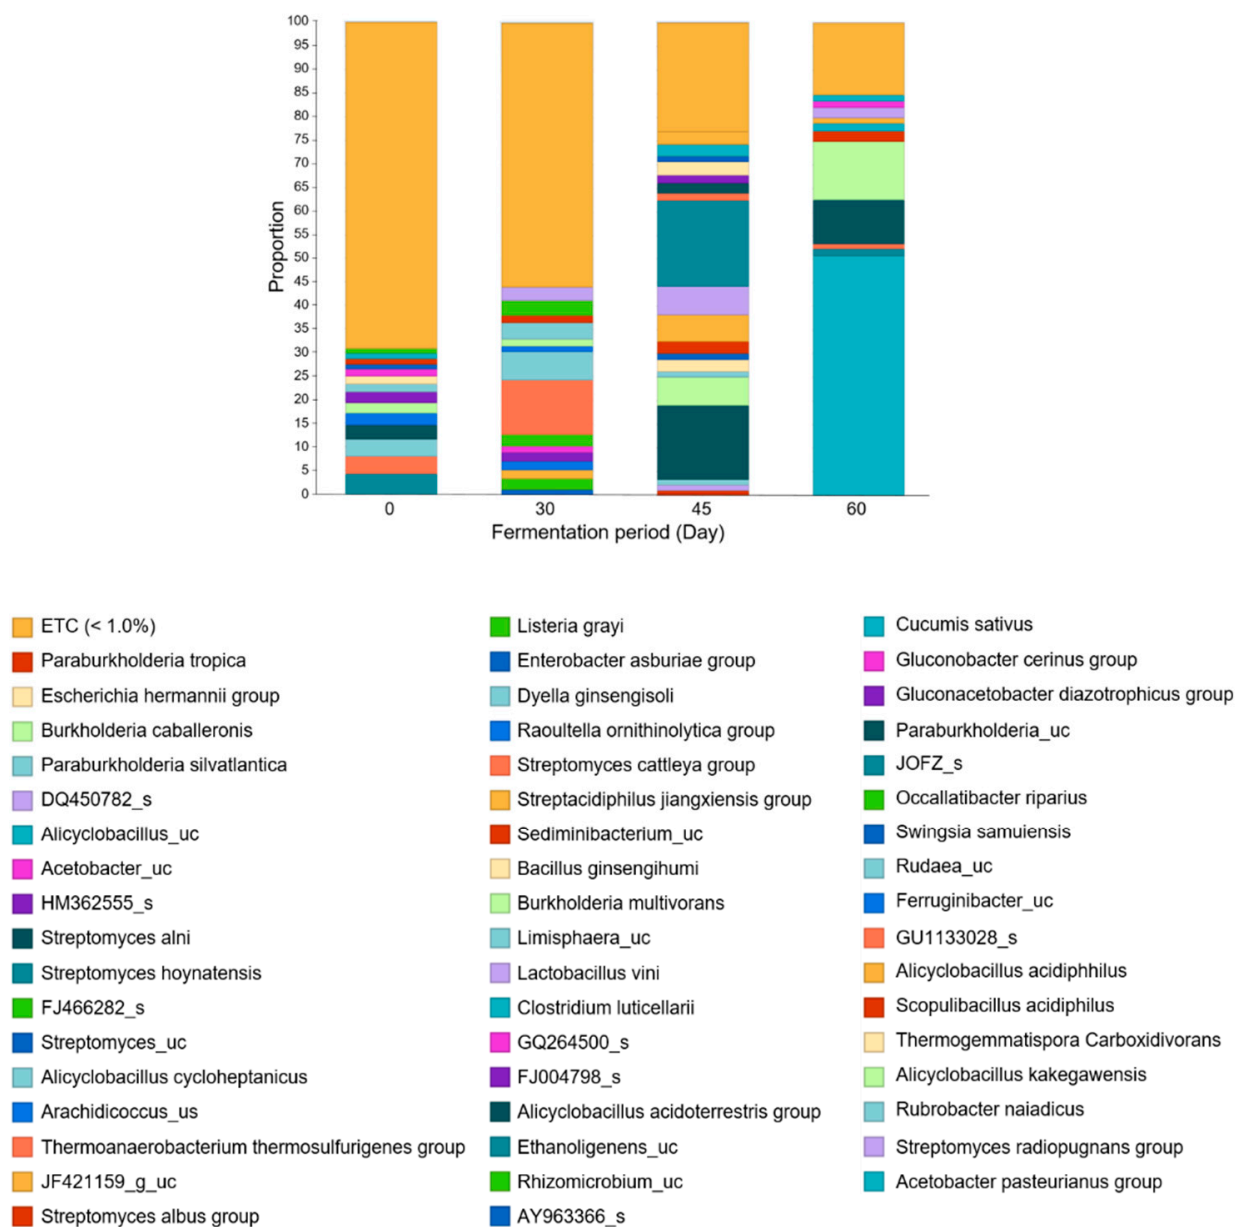 100
95
90
85
80
75
70
65
60
55
50
45
40
35
30
25
20
15
10
5
0
Proportion
0 30 45 60
Fermentation period (Day)
ETC (< 1.0%)
Paraburkholderia tropica
Escherichia hermannii group
Burkholderia caballeronis
Paraburkholderia silvatlantica
DQ450782_s
Alicyclobacillus_uc
Acetobacter_uc
HM362555_s
Streptomyces alni
Streptomyces hoynatensis
FJ466282_s
Streptomyces_uc
Alicyclobacillus cycloheptanicus
Arachidicoccus_us
Thermoanaerobacterium thermosulfurigenes group
JF421159_g_uc
Streptomyces albus group
Listeria grayi
Enterobacter asburiae group
Dyella ginsengisoli
Raoultella ornithinolytica group
Streptomyces cattleya group
Streptacidiphilus jiangxiensis group
Sediminibacterium_uc
Bacillus ginsengihumi
Burkholderia multivorans
Limisphaera_uc
Lactobacillus vini
Clostridium luticellarii
GQ264500_s
FJ004798_s
Alicyclobacillus acidoterrestris group
Ethanoligenens_uc
Rhizomicrobium_uc
AY963366_s
Cucumis sativus
Gluconobacter cerinus group
Gluconacetobacter diazotrophicus group
Paraburkholderia_uc
JOFZ_s
Occallatibacter riparius
Swingsia samuiensis
Rudaea_uc
Ferruginibacter_uc
GU1133028_s
Alicyclobacillus acidiphhilus
Scopulibacillus acidiphilus
Thermogemmatispora Carboxidivorans
Alicyclobacillus kakegawensis
Rubrobacter naiadicus
Streptomyces radiopugnans group
Acetobacter pasteurianus group